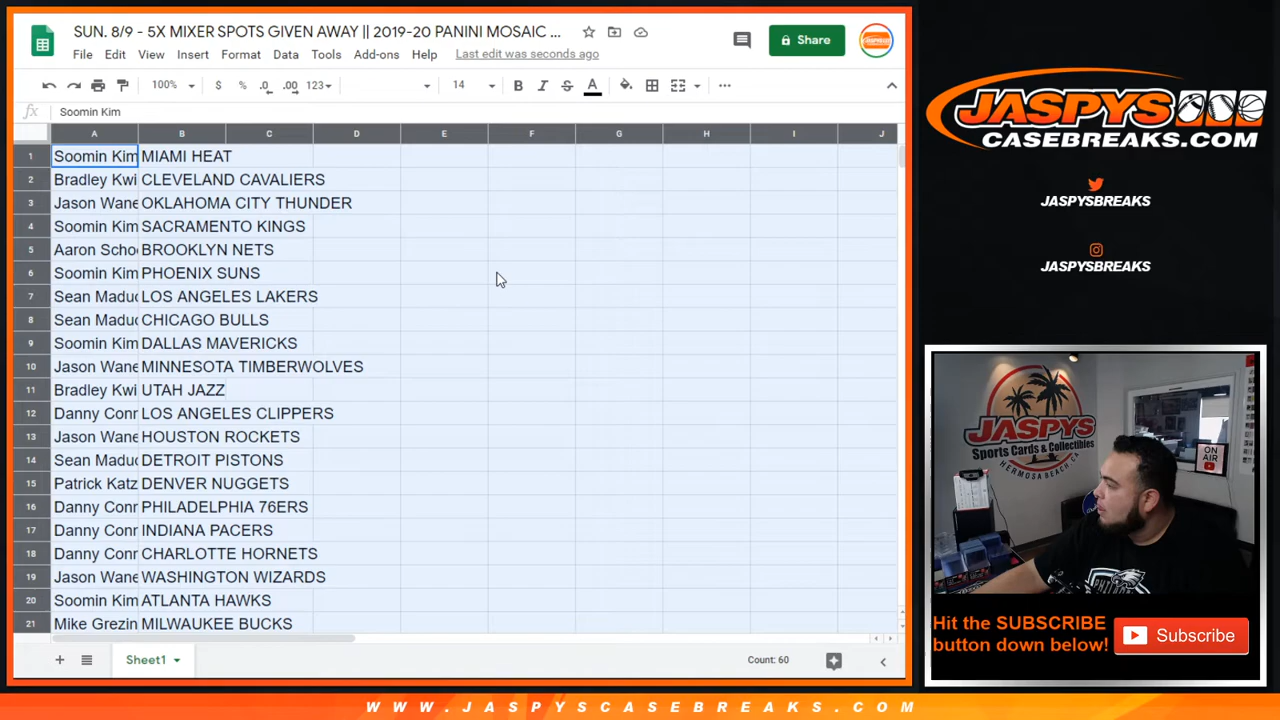 SUN. 8/9 - 5X MIXER SPOTS GIVEN AWAY || 2019-20 PANINI MOSAIC ...
File Edit View Insert Format Data Tools Add-ons Help Last edit was seconds ago
Share
100% $ % .0 .00 123 14 B I S A
fx Soomin Kim
A B C D E F G H I J
1 Soomin Kim MIAMI HEAT
2 Bradley Kwi CLEVELAND CAVALIERS
3 Jason Wane OKLAHOMA CITY THUNDER
4 Soomin Kim SACRAMENTO KINGS
5 Aaron Schoe BROOKLYN NETS
6 Soomin Kim PHOENIX SUNS
7 Sean Maduc LOS ANGELES LAKERS
8 Sean Maduc CHICAGO BULLS
9 Soomin Kim DALLAS MAVERICKS
10 Jason Wane MINNESOTA TIMBERWOLVES
11 Bradley Kwi UTAH JAZZ
12 Danny Conr LOS ANGELES CLIPPERS
13 Jason Wane HOUSTON ROCKETS
14 Sean Maduc DETROIT PISTONS
15 Patrick Katz DENVER NUGGETS
16 Danny Conr PHILADELPHIA 76ERS
17 Danny Conr INDIANA PACERS
18 Danny Conr CHARLOTTE HORNETS
19 Jason Wane WASHINGTON WIZARDS
20 Soomin Kim ATLANTA HAWKS
21 Mike Grezin MILWAUKEE BUCKS
Sheet1
Count: 60
JASPYS
CASEBREAKS.COM
JASPYSBREAKS
JASPYSBREAKS
JASPYS
Sports Cards & Collectibles
HERMOSA BEACH, CA
ON
AIR
Hit the SUBSCRIBE
button down below!
Subscribe
WWW.JASPYSCASEBREAKS.COM